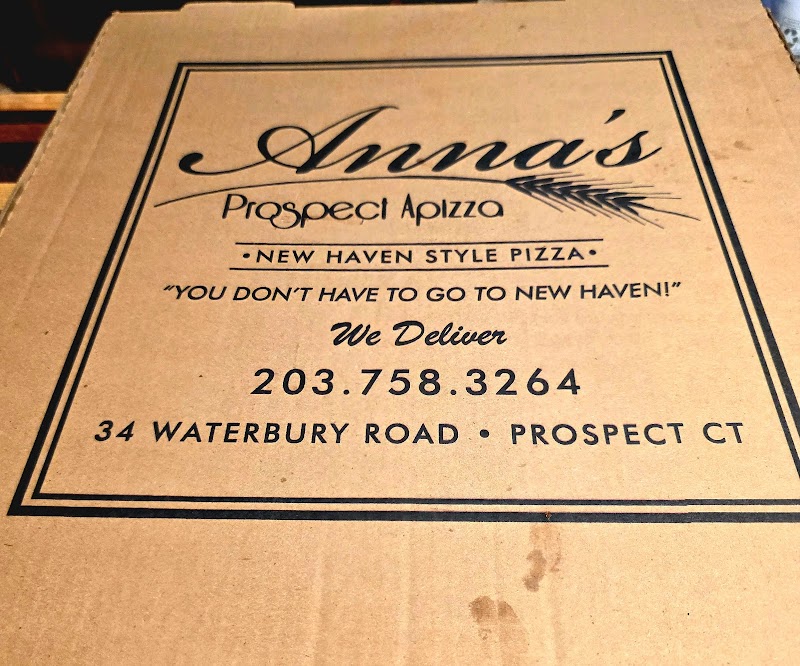 Anna's
Prospect Apizza
•NEW HAVEN STYLE PIZZA•
"YOU DON'T HAVE TO GO TO NEW HAVEN!"
We Deliver
203.758.3264
34 WATERBURY ROAD • PROSPECT CT